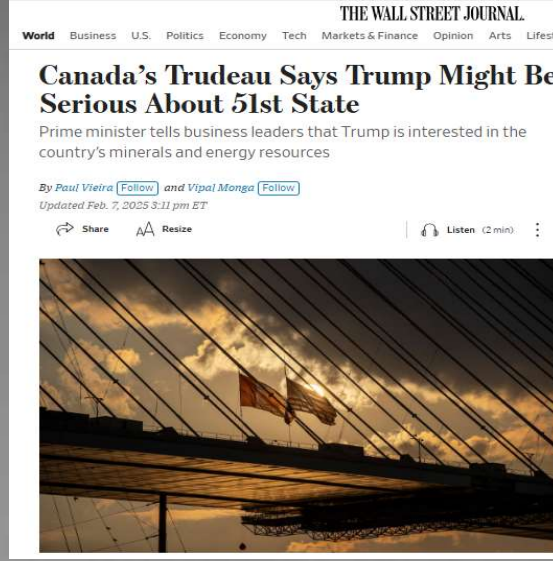 THE WALL STREET JOURNAL.
World Business U.S. Politics Economy Tech Markets & Finance Opinion Arts
Canada’s Trudeau Says Trump Might Be
Serious About 51st State
Prime minister tells business leaders that Trump is interested in the
country’s minerals and energy resources
By Paul Vieira Follow and Vipal Monga Follow
Updated Feb. 7, 2025 3:11 pm ET
Share AA Resize Listen (2 min)